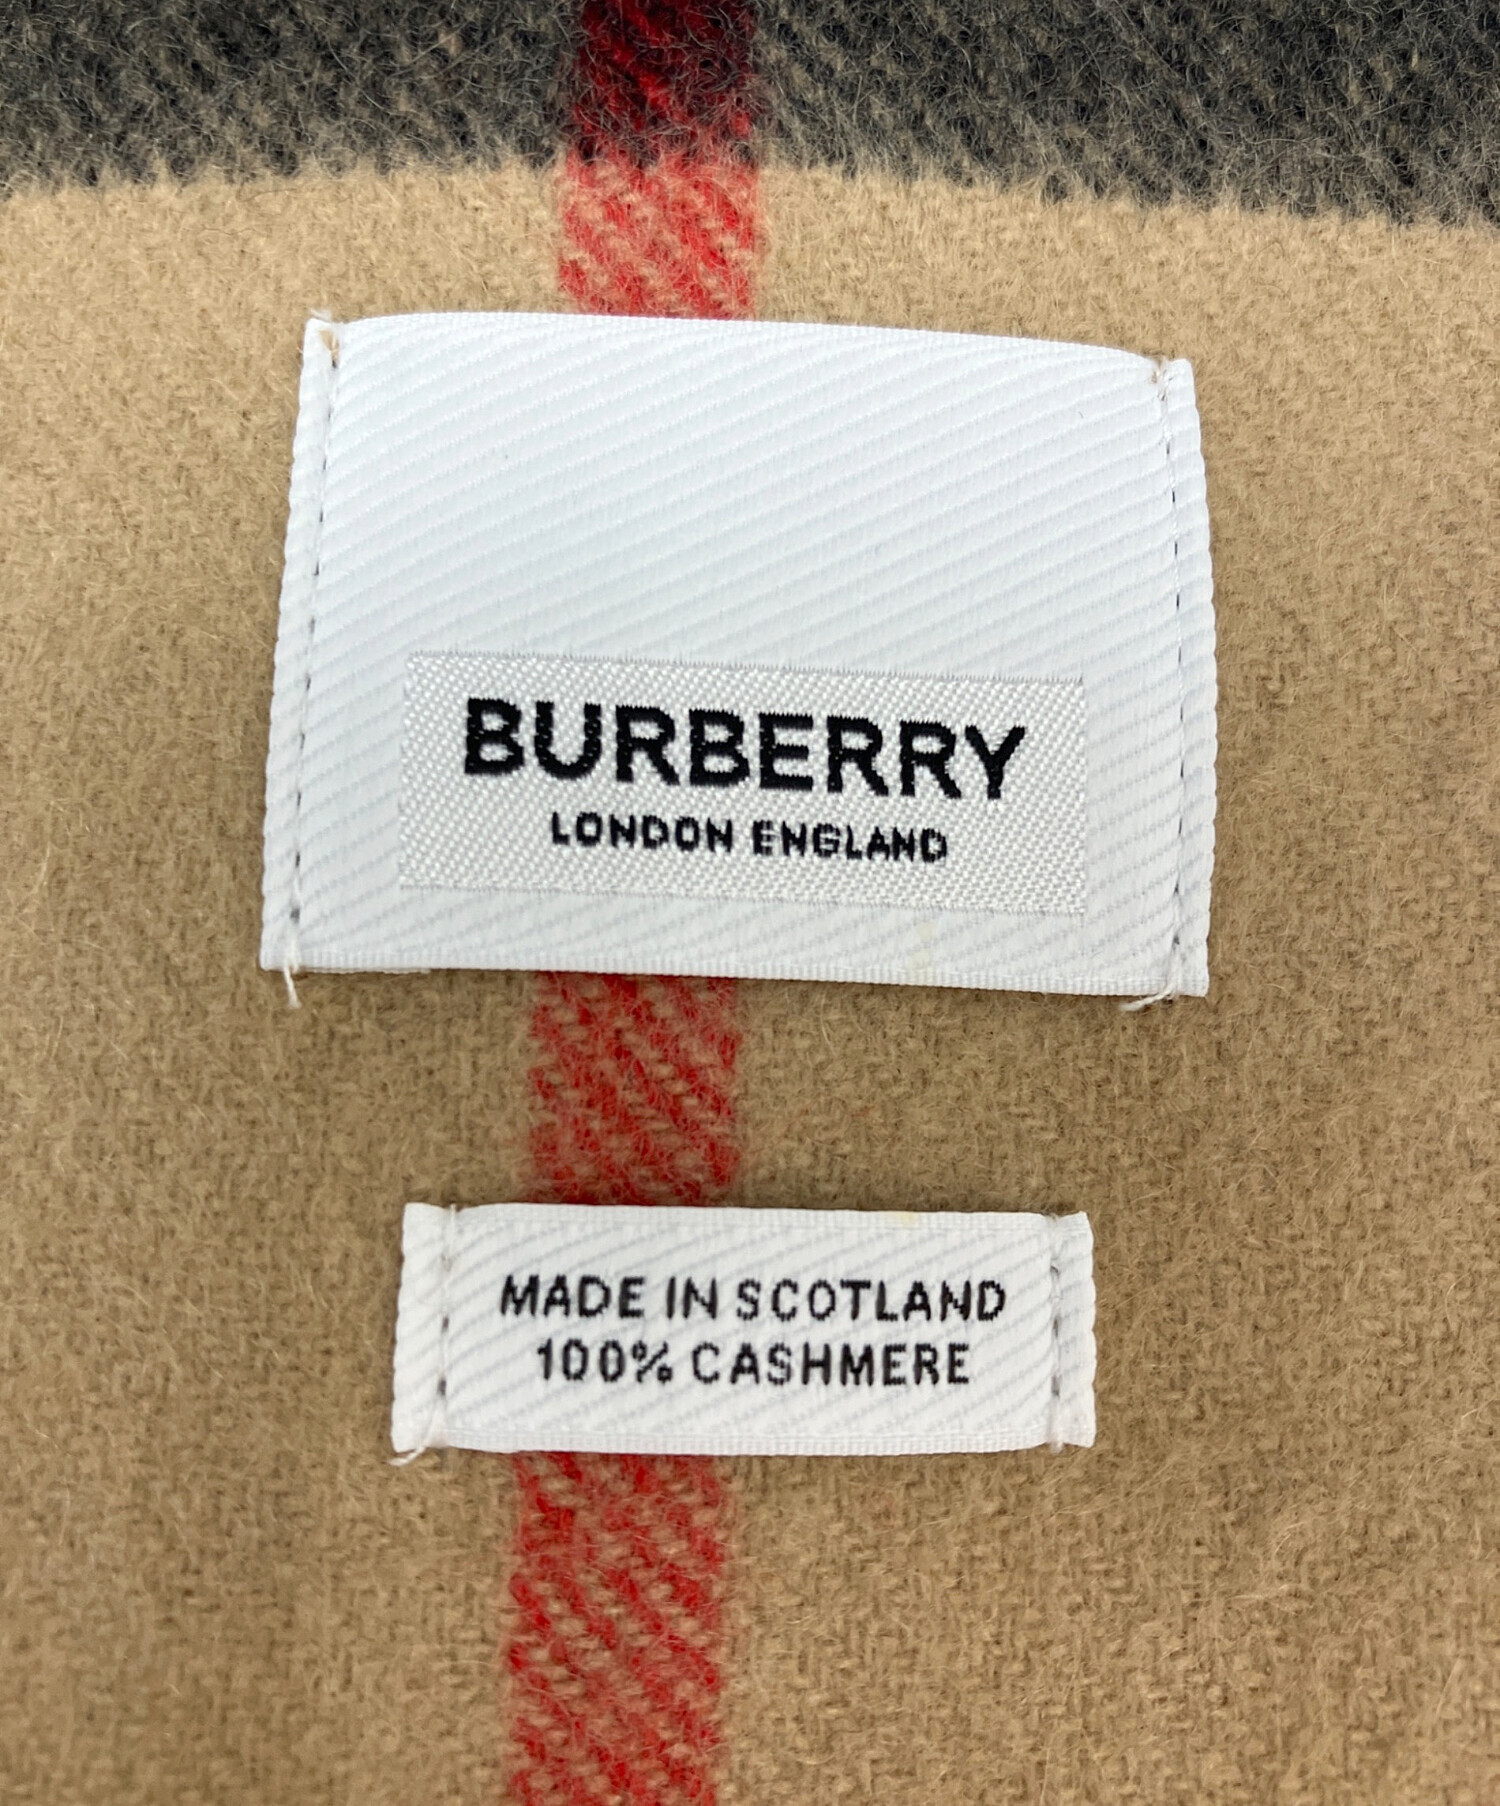 BURBERRY
LONDON ENGLAND
MADE IN SCOTLAND
100% CASHMERE